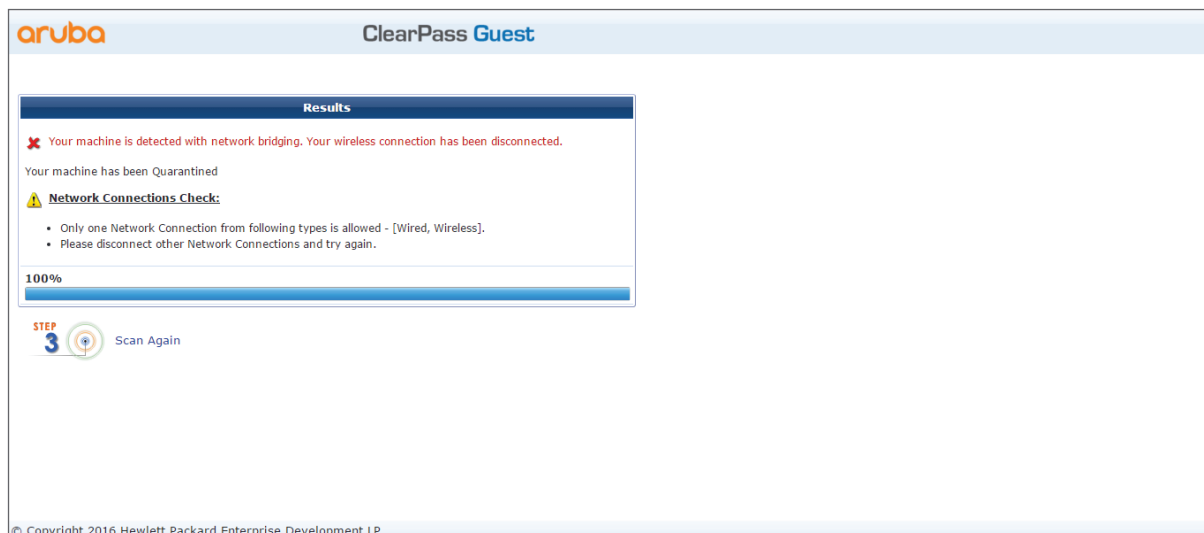 aruba
ClearPass Guest
Results
Your machine is detected with network bridging. Your wireless connection has been disconnected.
Your machine has been Quarantined
Network Connections Check:
• Only one Network Connection from following types is allowed - [Wired, Wireless].
• Please disconnect other Network Connections and try again.
100%
STEP
3
Scan Again
© Copyright 2016 Hewlett Packard Enterprise Development LP